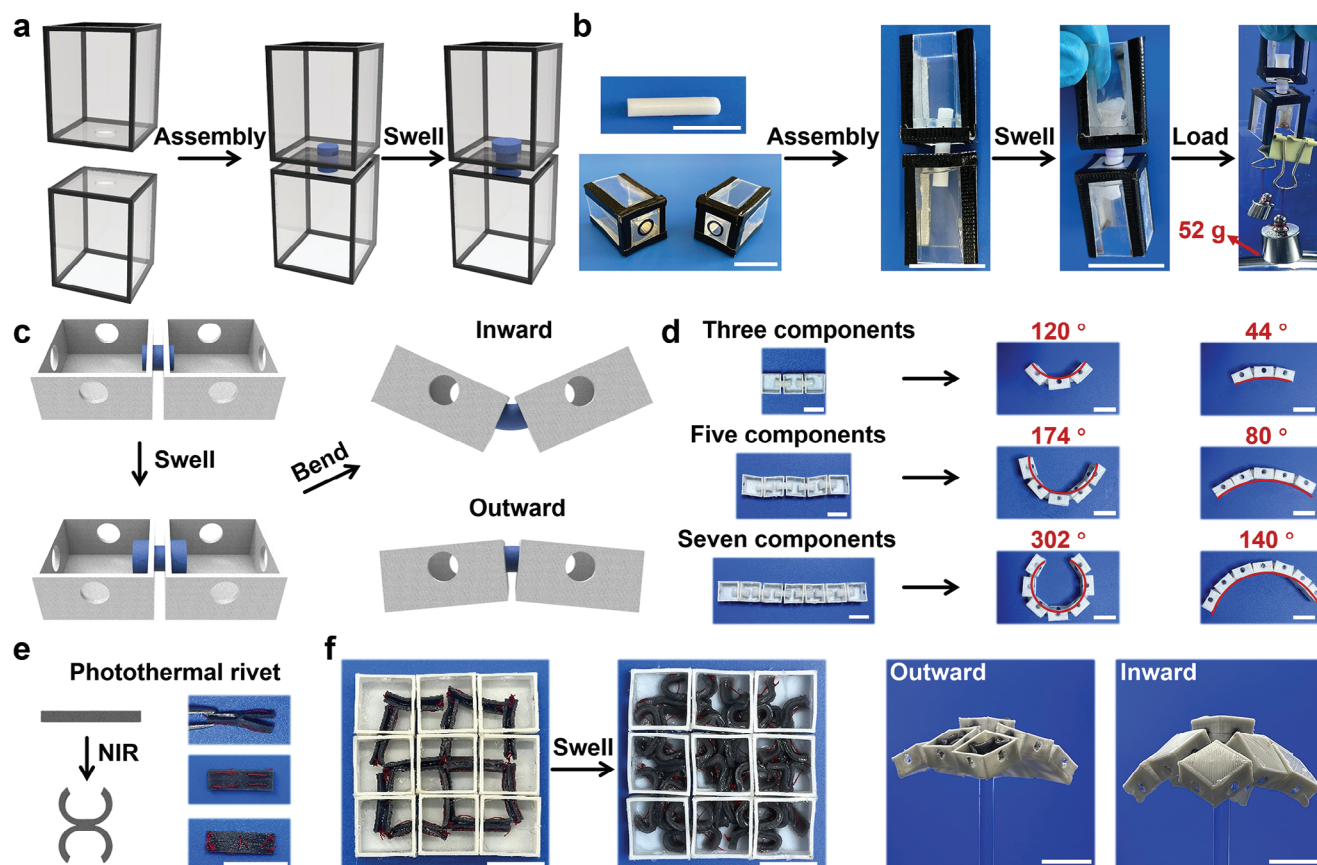 a
Assembly
Swell
b
Assembly
Swell
Load
52 g
c
Swell
Bend
Inward
Outward
d
Three components
120 °
44 °
Five components
174 °
80 °
Seven components
302 °
140 °
e
Photothermal rivet
NIR
f
Swell
Outward
Inward